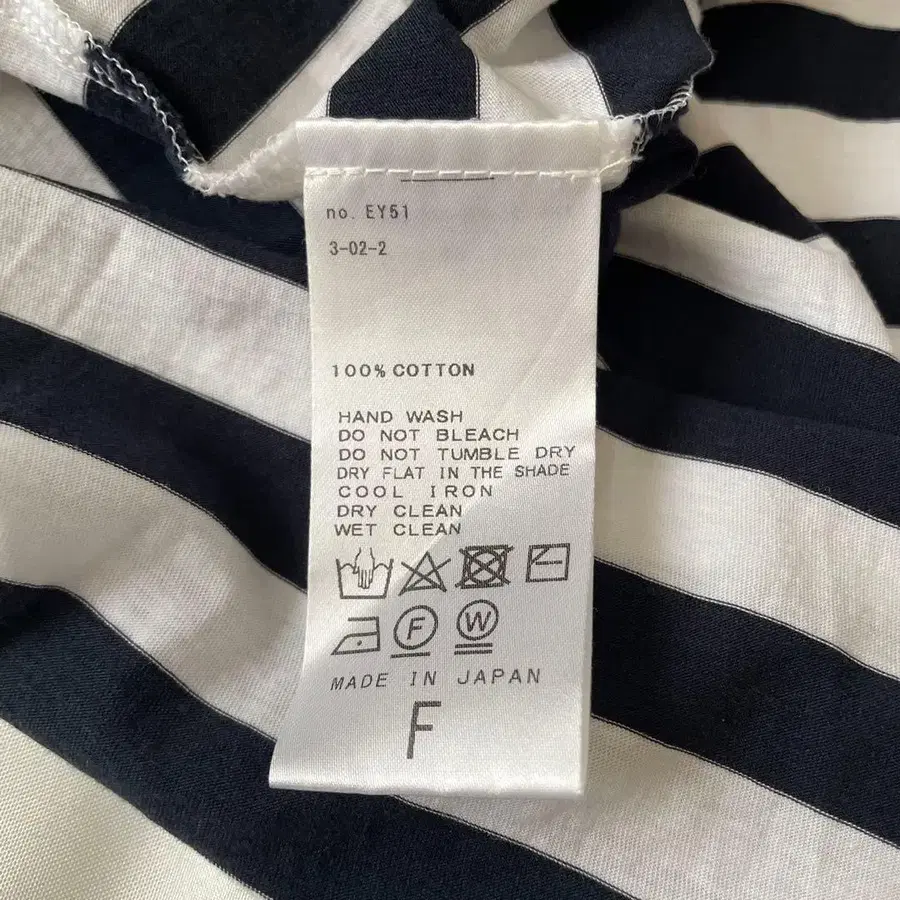 no. EY51
3-02-2
100% COTTON
HAND WASH
DO NOT BLEACH
DO NOT TUMBLE DRY
DRY FLAT IN THE SHADE
COOL IRON
DRY CLEAN
WET CLEAN
F W
MADE IN JAPAN
F